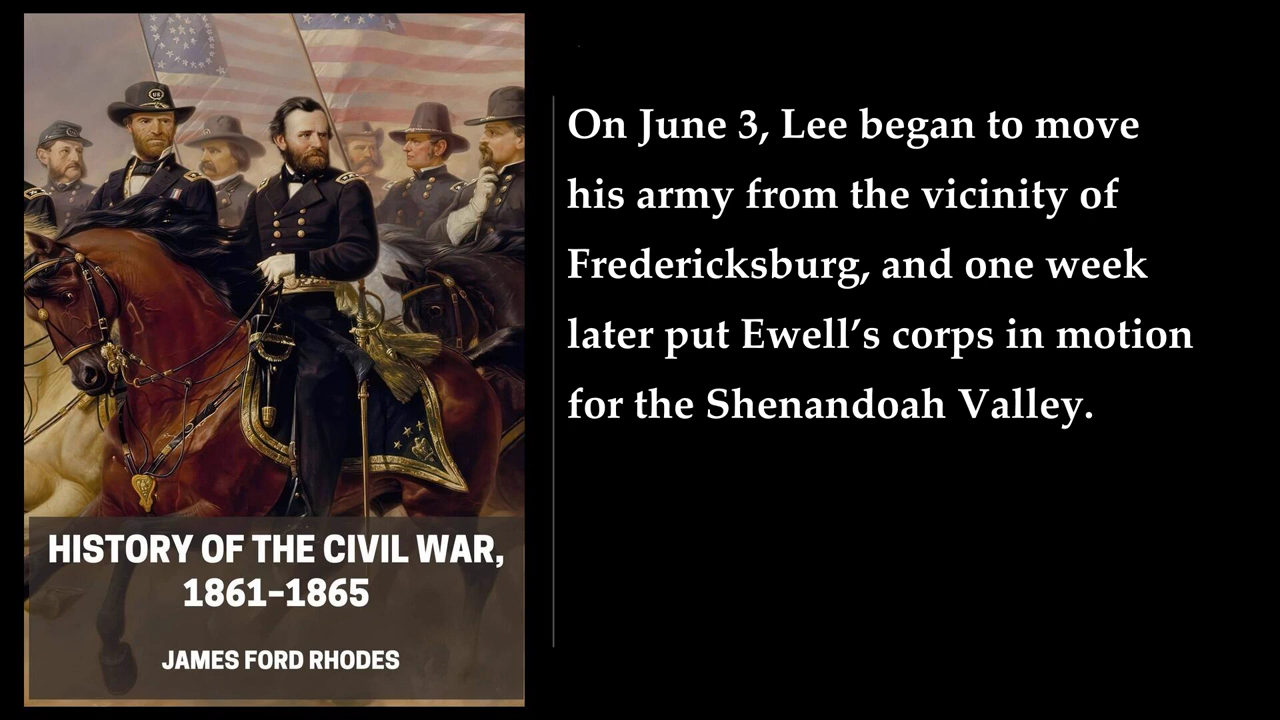 HISTORY OF THE CIVIL WAR,
1861–1865
JAMES FORD RHODES
On June 3, Lee began to move
his army from the vicinity of
Fredericksburg, and one week
later put Ewell’s corps in motion
for the Shenandoah Valley.